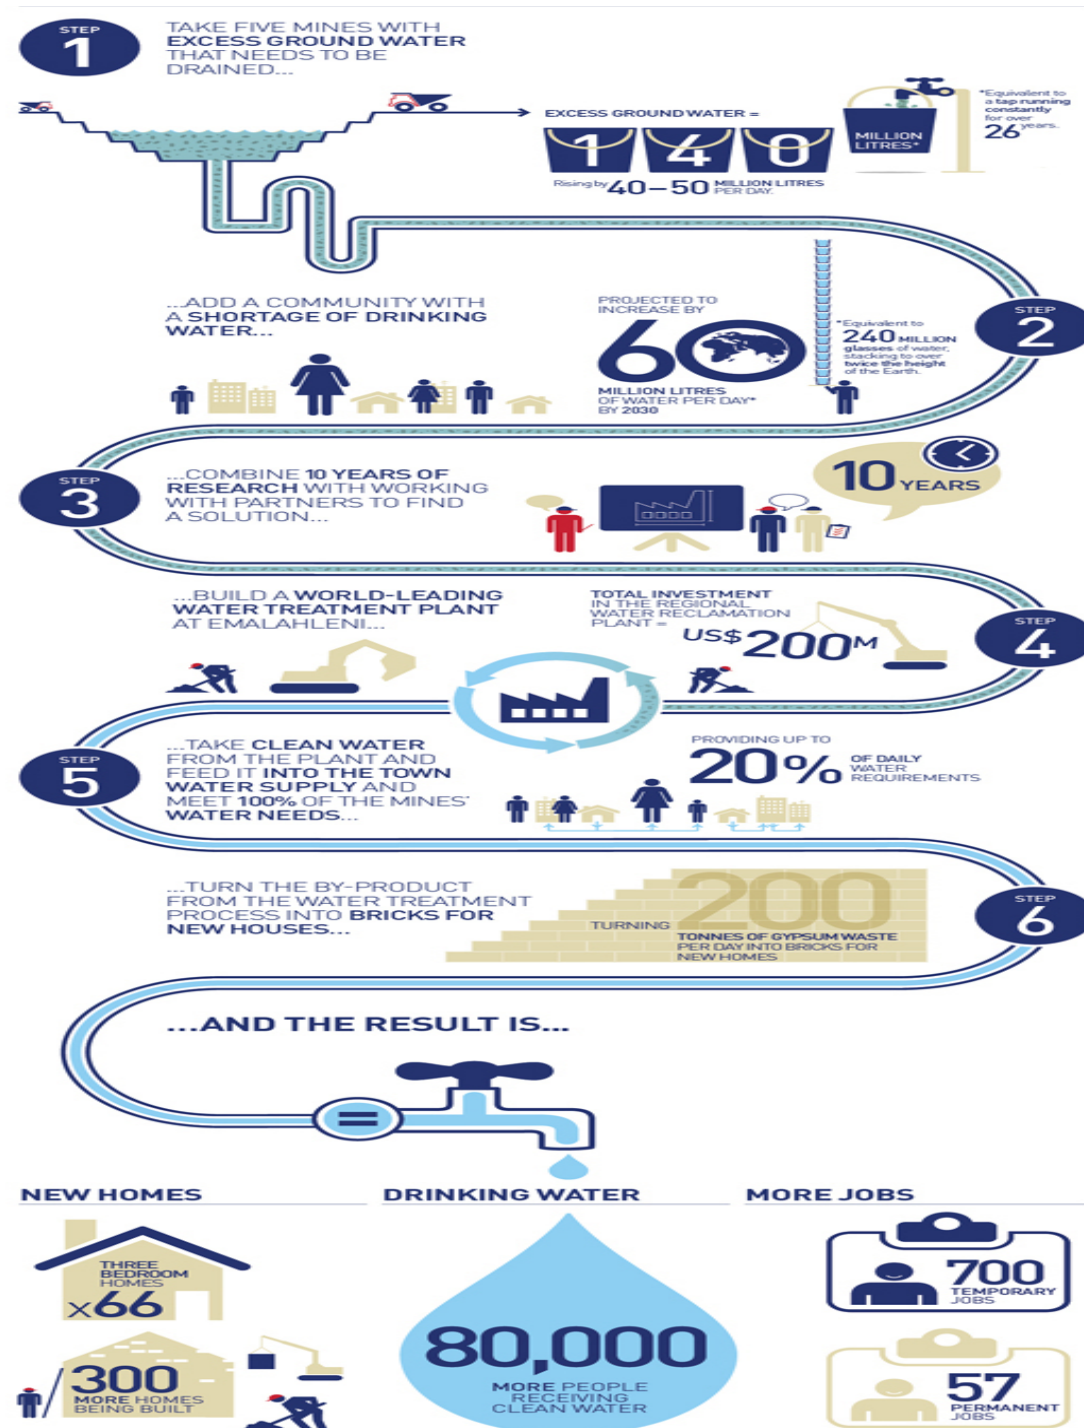 STEP
1
TAKE FIVE MINES WITH
EXCESS GROUND WATER
THAT NEEDS TO BE
DRAINED...
EXCESS GROUND WATER =
140
MILLION
LITRES*
Rising by 40–50 MILLION LITRES
PER DAY.
*Equivalent to
a tap running
constantly
for over
26 years.
STEP
2
...ADD A COMMUNITY WITH
A SHORTAGE OF DRINKING
WATER...
PROJECTED TO
INCREASE BY
60
MILLION LITRES
OF WATER PER DAY*
BY 2030
*Equivalent to
240 MILLION
glasses of water,
stacking to over
twice the height
of the Earth.
STEP
3
...COMBINE 10 YEARS OF
RESEARCH WITH WORKING
WITH PARTNERS TO FIND
A SOLUTION...
10 YEARS
STEP
4
...BUILD A WORLD-LEADING
WATER TREATMENT PLANT
AT EMALAHLENI...
TOTAL INVESTMENT
IN THE REGIONAL
WATER RECLAMATION
PLANT =
US$200M
STEP
5
...TAKE CLEAN WATER
FROM THE PLANT AND
FEED IT INTO THE TOWN
WATER SUPPLY AND
MEET 100% OF THE MINES'
WATER NEEDS...
PROVIDING UP TO
20% OF DAILY
WATER
REQUIREMENTS
STEP
6
...TURN THE BY-PRODUCT
FROM THE WATER TREATMENT
PROCESS INTO BRICKS FOR
NEW HOUSES...
TURNING 200
TONNES OF GYPSUM WASTE
PER DAY INTO BRICKS FOR
NEW HOMES
...AND THE RESULT IS...
=
NEW HOMES
THREE
BEDROOM
HOMES
x66
300
MORE HOMES
BEING BUILT
DRINKING WATER
80,000
MORE PEOPLE
RECEIVING
CLEAN WATER
MORE JOBS
700
TEMPORARY
JOBS
57
PERMANENT
JOBS